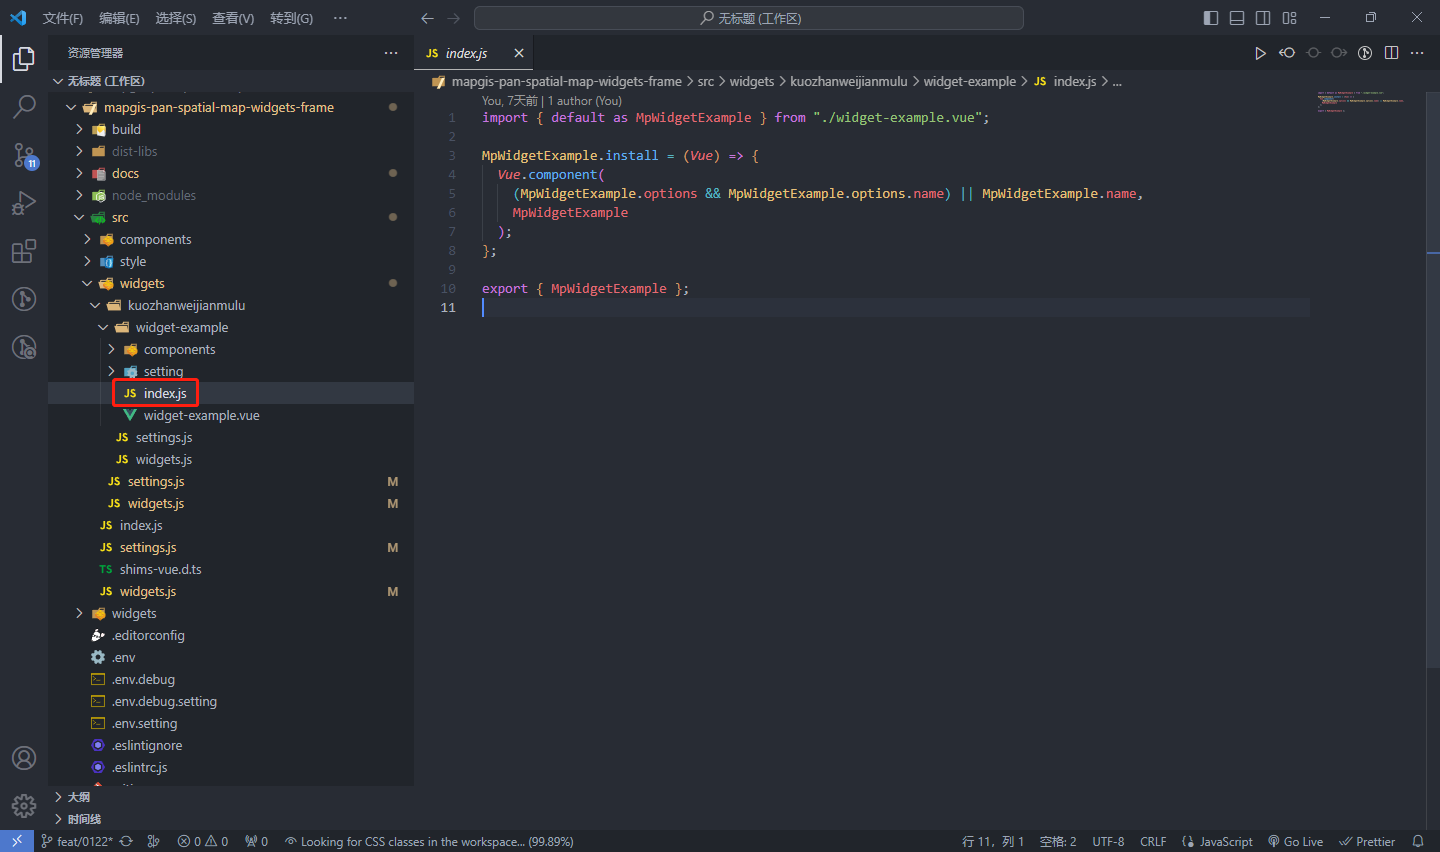 文件(F) 编辑(E) 选择(S) 查看(V) 转到(G) ··· 无标题 (工作区)
资源管理器 ···
无标题 (工作区)
mapgis-pan-spatial-map-widgets-frame
build
dist-libs
docs
node_modules
src
components
style
widgets
kuozhanweijianmulu
widget-example
components
setting
JS index.js
widget-example.vue
JS settings.js
JS widgets.js
JS settings.js M
JS widgets.js M
JS index.js
JS settings.js M
TS shims-vue.d.ts
JS widgets.js M
widgets
.editorconfig
.env
.env.debug
.env.debug.setting
.env.setting
.eslintignore
.eslintrc.js
大纲
时间线
11
JS index.js
mapgis-pan-spatial-map-widgets-frame > src > widgets > kuozhanweijianmulu > widget-example > JS index.js > ...
You, 7天前 | 1 author (You)
1 import { default as MpWidgetExample } from "./widget-example.vue";
2
3 MpWidgetExample.install = (Vue) => {
4 Vue.component(
5 (MpWidgetExample.options && MpWidgetExample.options.name) || MpWidgetExample.name,
6 MpWidgetExample
7 );
8 };
9
10 export { MpWidgetExample };
11
feat/0122* 0 0 0 Looking for CSS classes in the workspace... (99.89%) 行 11，列 1 空格: 2 UTF-8 CRLF JavaScript Go Live Prettier